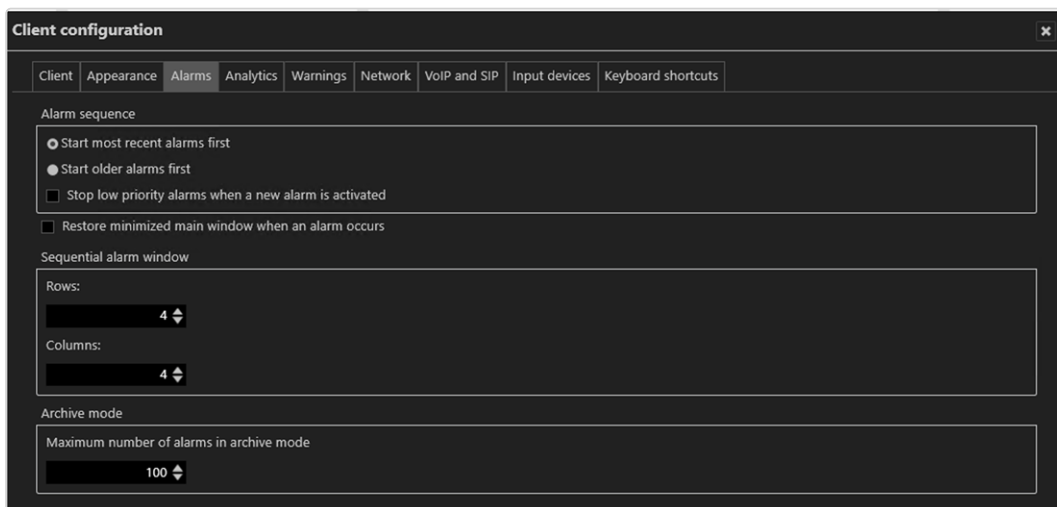 Client configuration
Client Appearance Alarms Analytics Warnings Network VoIP and SIP Input devices Keyboard shortcuts
Alarm sequence
Start most recent alarms first
Start older alarms first
Stop low priority alarms when a new alarm is activated
Restore minimized main window when an alarm occurs
Sequential alarm window
Rows:
4
Columns:
4
Archive mode
Maximum number of alarms in archive mode
100